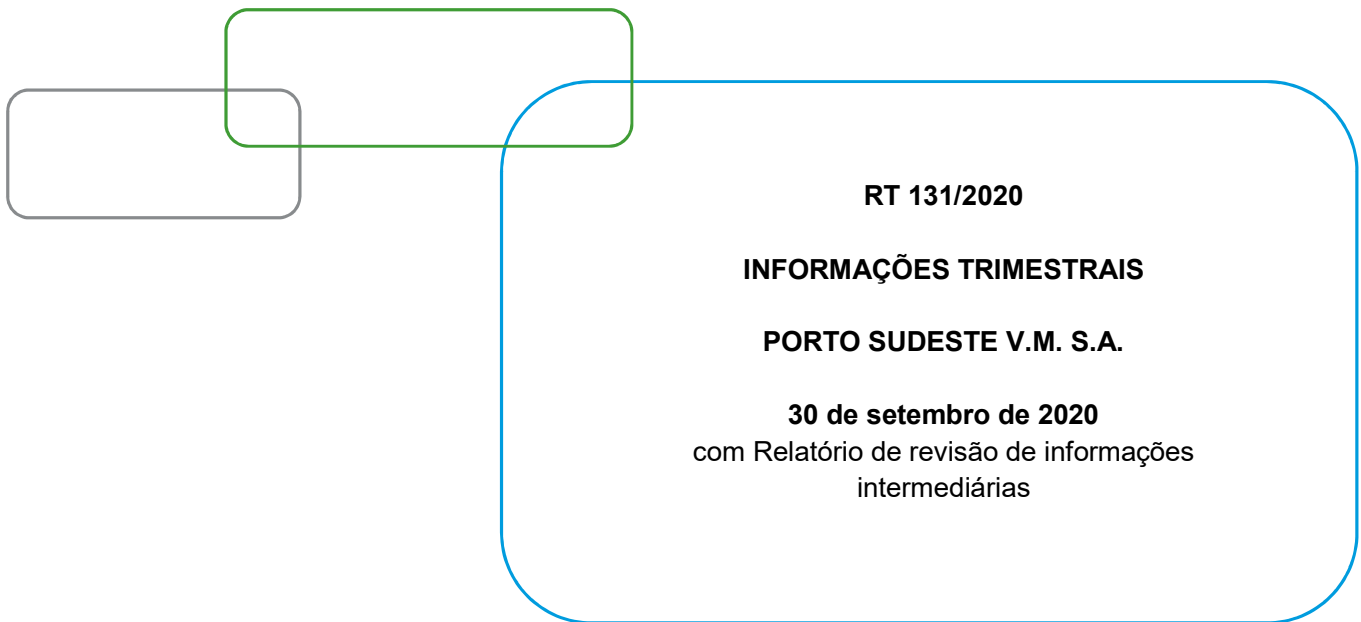 RT 131/2020
INFORMAÇÕES TRIMESTRAIS
PORTO SUDESTE V.M. S.A.
30 de setembro de 2020
com Relatório de revisão de informações
intermediárias